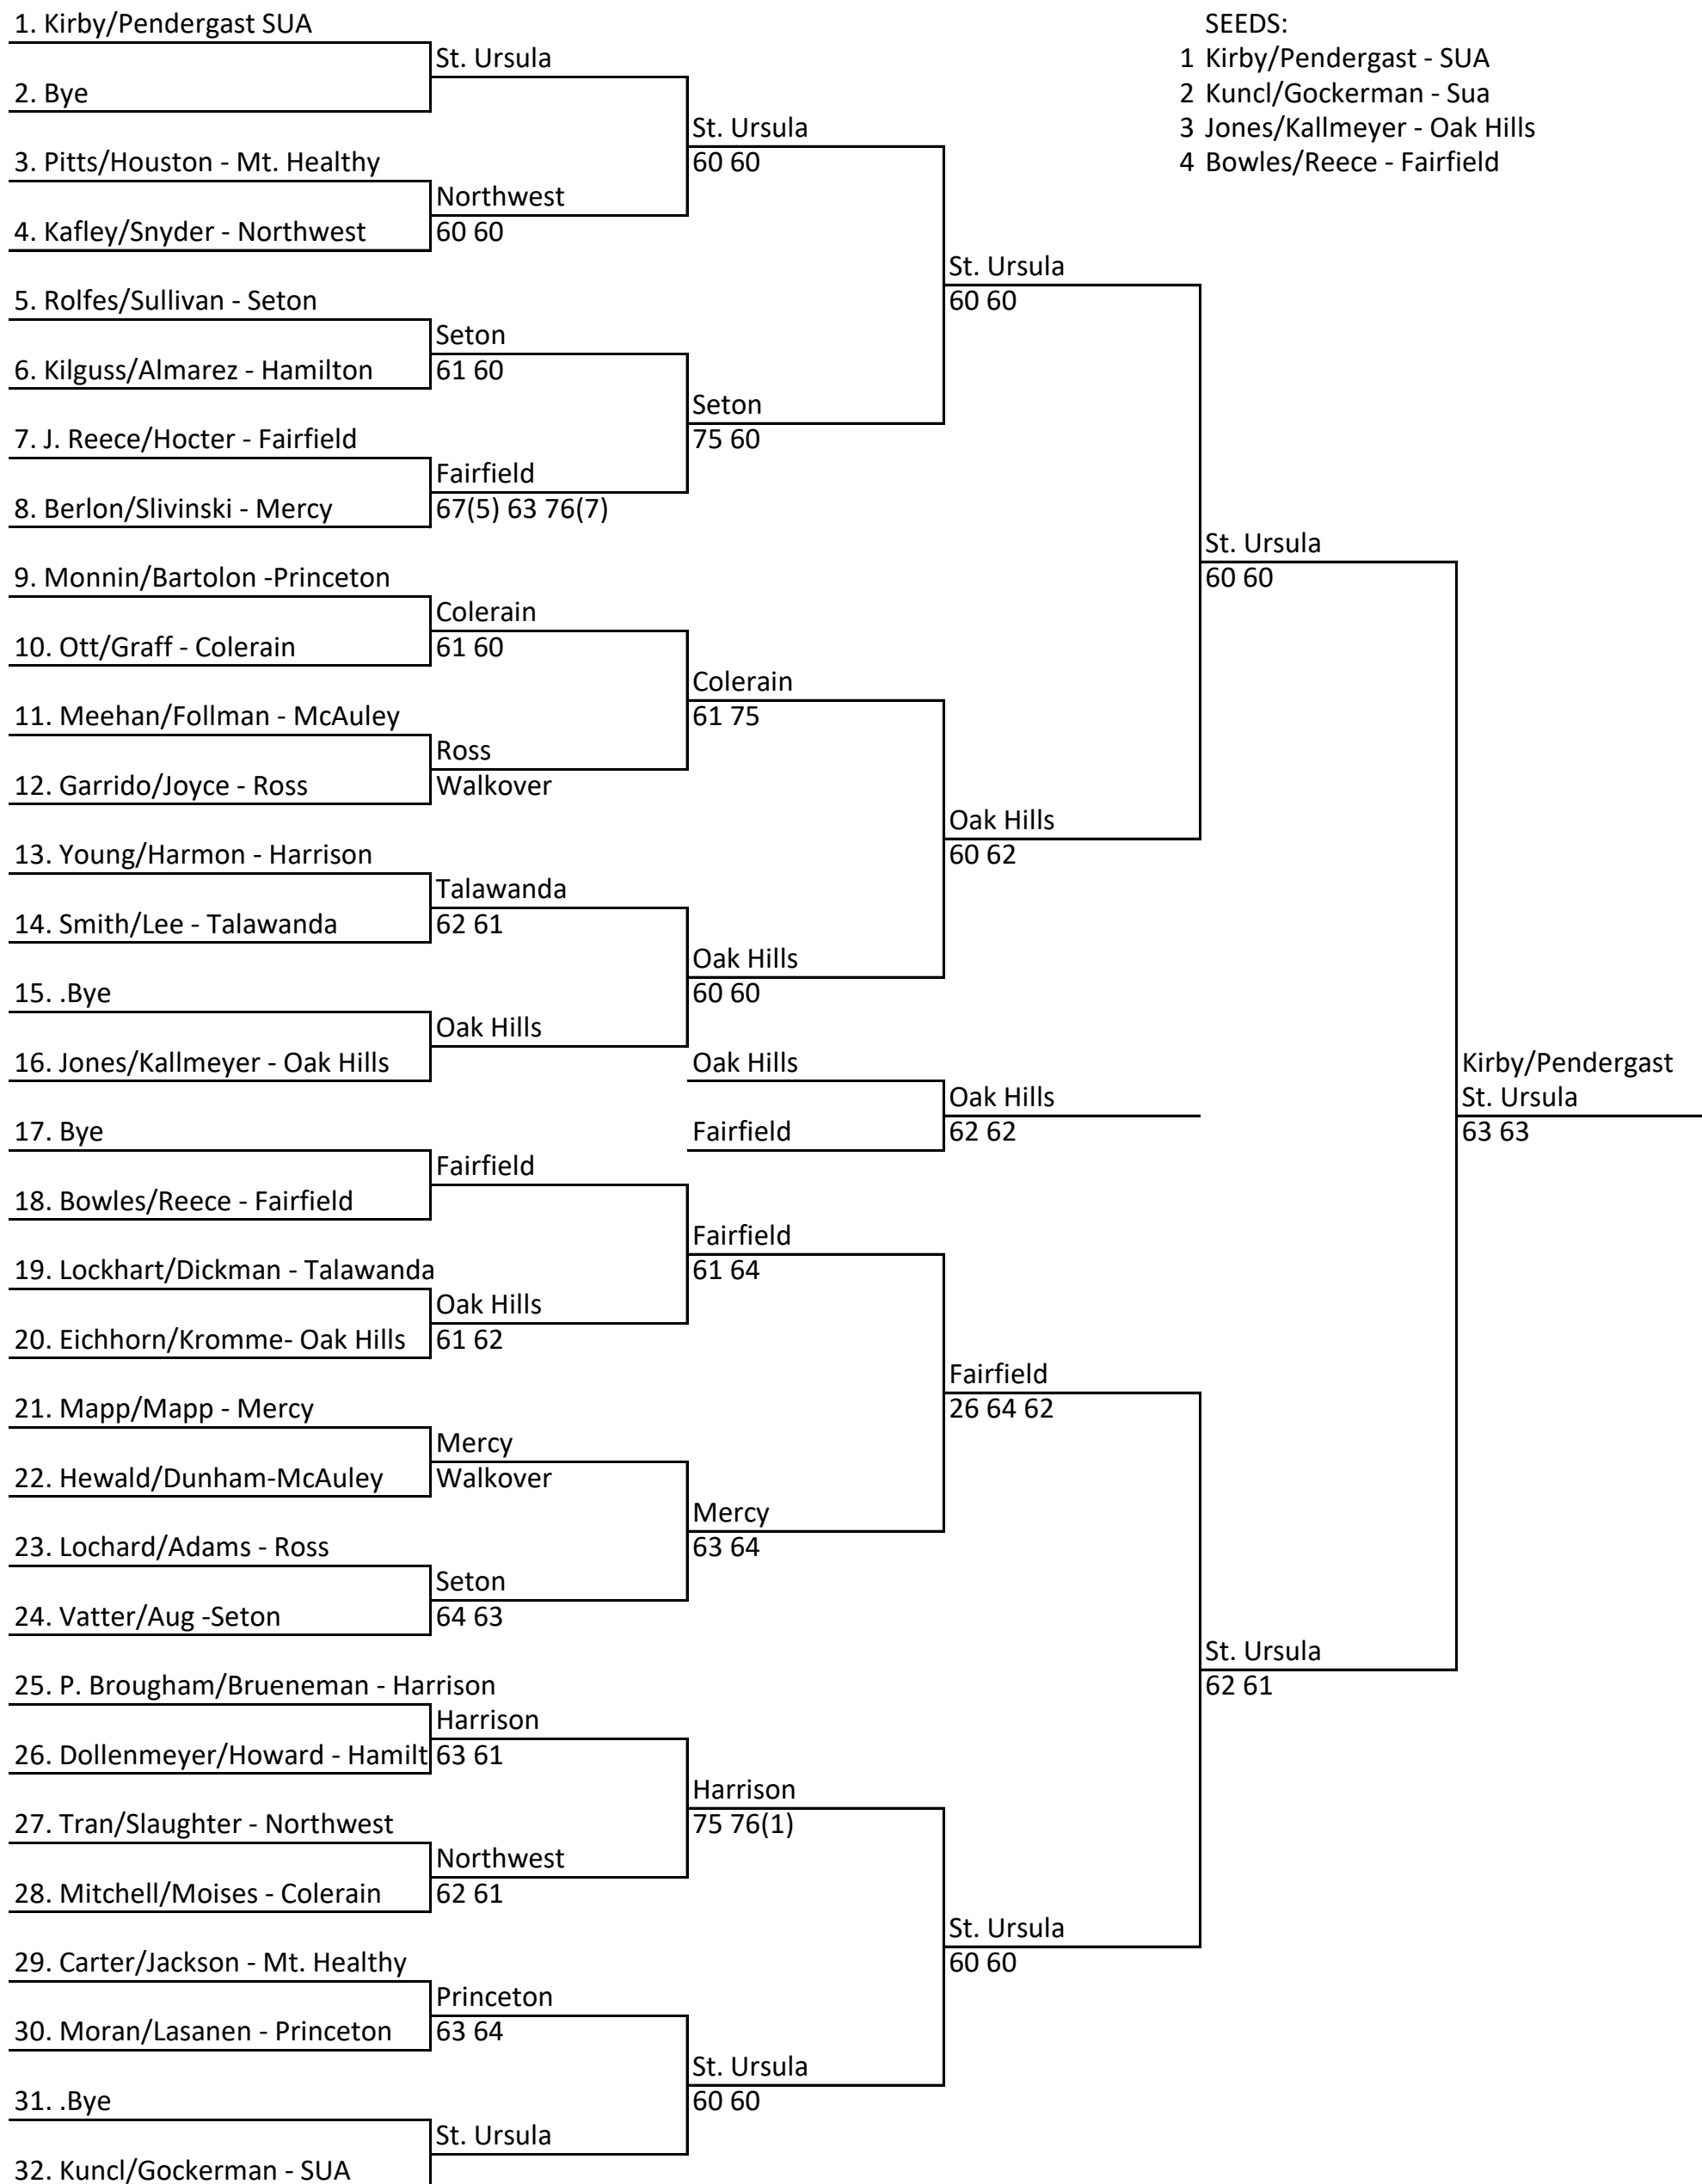 1. Kirby/Pendergast SUA
2. Bye
3. Pitts/Houston - Mt. Healthy
4. Kafley/Snyder - Northwest
5. Rolfes/Sullivan - Seton
6. Kilguss/Almarez - Hamilton
7. J. Reece/Hocter - Fairfield
8. Berlon/Slivinski - Mercy
9. Monnin/Bartolon -Princeton
10. Ott/Graff - Colerain
11. Meehan/Follman - McAuley
12. Garrido/Joyce - Ross
13. Young/Harmon - Harrison
14. Smith/Lee - Talawanda
15. .Bye
16. Jones/Kallmeyer - Oak Hills
17. Bye
18. Bowles/Reece - Fairfield
19. Lockhart/Dickman - Talawanda
20. Eichhorn/Kromme- Oak Hills
21. Mapp/Mapp - Mercy
22. Hewald/Dunham-McAuley
23. Lochard/Adams - Ross
24. Vatter/Aug -Seton
25. P. Brougham/Brueneman - Harrison
26. Dollenmeyer/Howard - Hamilt
27. Tran/Slaughter - Northwest
28. Mitchell/Moises - Colerain
29. Carter/Jackson - Mt. Healthy
30. Moran/Lasanen - Princeton
31. .Bye
32. Kuncl/Gockerman - SUA
St. Ursula
Northwest
60 60
Seton
61 60
Fairfield
67(5) 63 76(7)
Colerain
61 60
Ross
Walkover
Talawanda
62 61
Oak Hills
Fairfield
Oak Hills
61 62
Mercy
Walkover
Seton
64 63
Harrison
63 61
Northwest
62 61
Princeton
63 64
St. Ursula
St. Ursula
60 60
Seton
75 60
Colerain
61 75
Oak Hills
60 60
Oak Hills
Fairfield
Fairfield
61 64
Mercy
63 64
Harrison
75 76(1)
St. Ursula
60 60
St. Ursula
60 60
Oak Hills
60 62
Oak Hills
62 62
Fairfield
26 64 62
St. Ursula
60 60
St. Ursula
60 60
St. Ursula
62 61
Kirby/Pendergast
St. Ursula
63 63
SEEDS:
1 Kirby/Pendergast - SUA
2 Kuncl/Gockerman - Sua
3 Jones/Kallmeyer - Oak Hills
4 Bowles/Reece - Fairfield